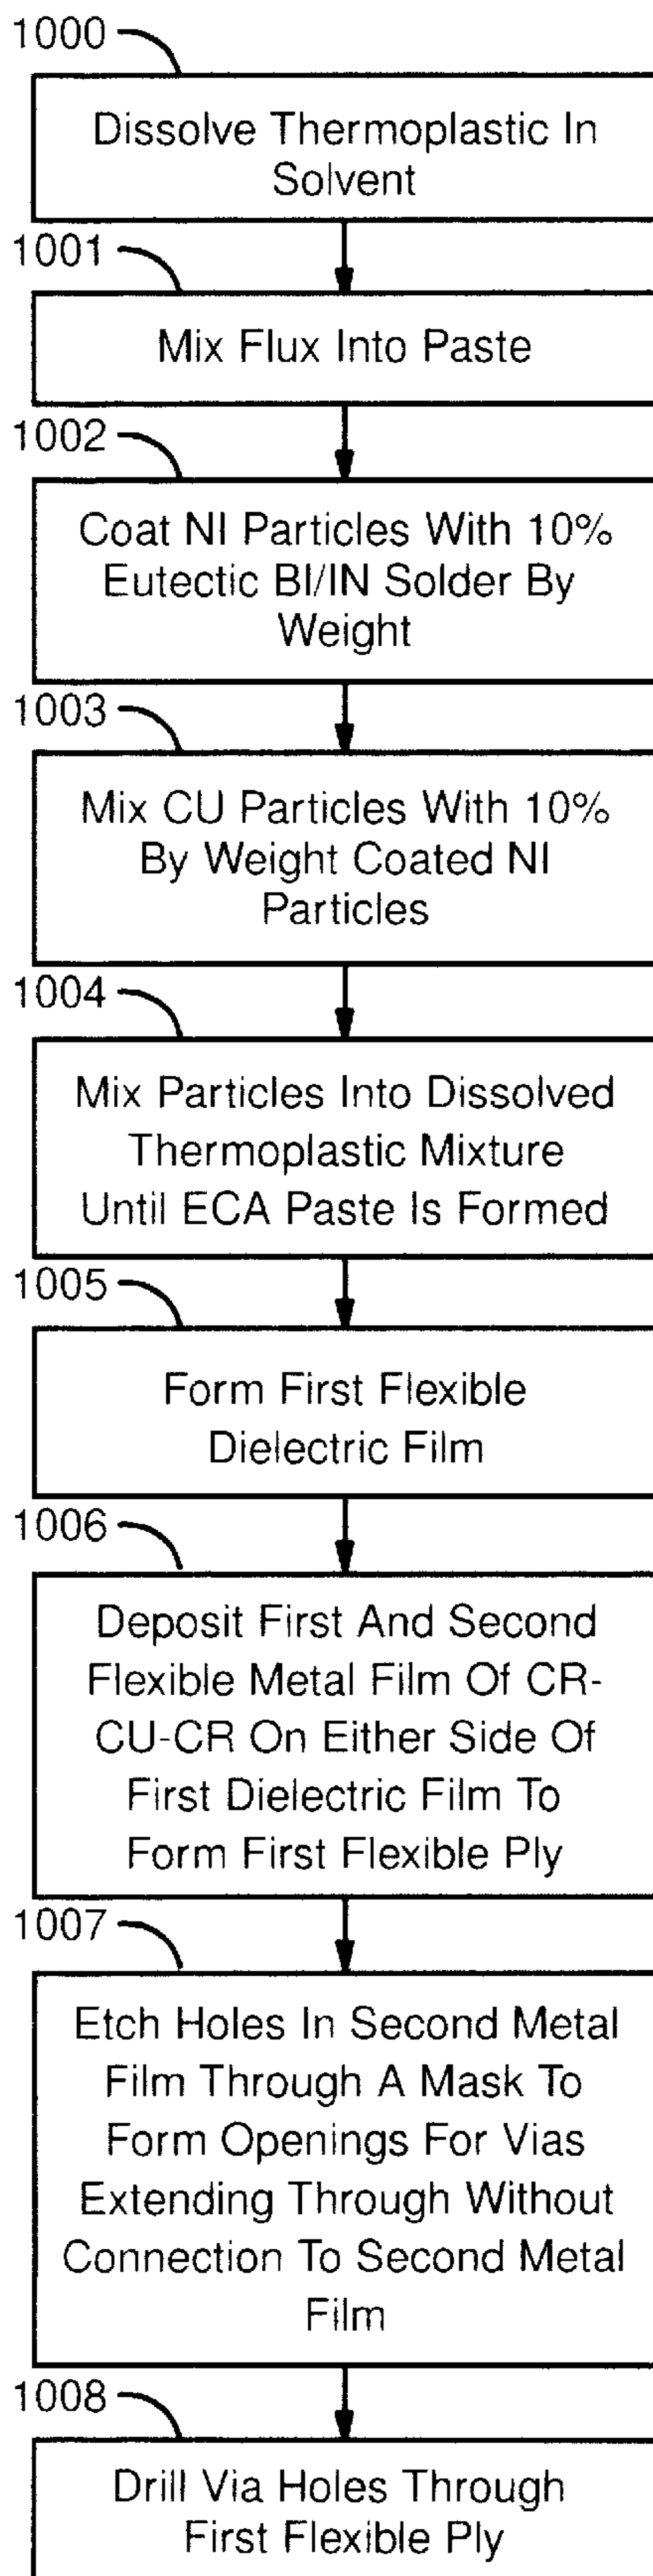 1000
Dissolve Thermoplastic In
Solvent
1001
Mix Flux Into Paste
1002
Coat NI Particles With 10%
Eutectic BI/IN Solder By
Weight
1003
Mix CU Particles With 10%
By Weight Coated NI
Particles
1004
Mix Particles Into Dissolved
Thermoplastic Mixture
Until ECA Paste Is Formed
1005
Form First Flexible
Dielectric Film
1006
Deposit First And Second
Flexible Metal Film Of CR-
CU-CR On Either Side Of
First Dielectric Film To
Form First Flexible Ply
1007
Etch Holes In Second Metal
Film Through A Mask To
Form Openings For Vias
Extending Through Without
Connection To Second Metal
Film
1008
Drill Via Holes Through
First Flexible Ply